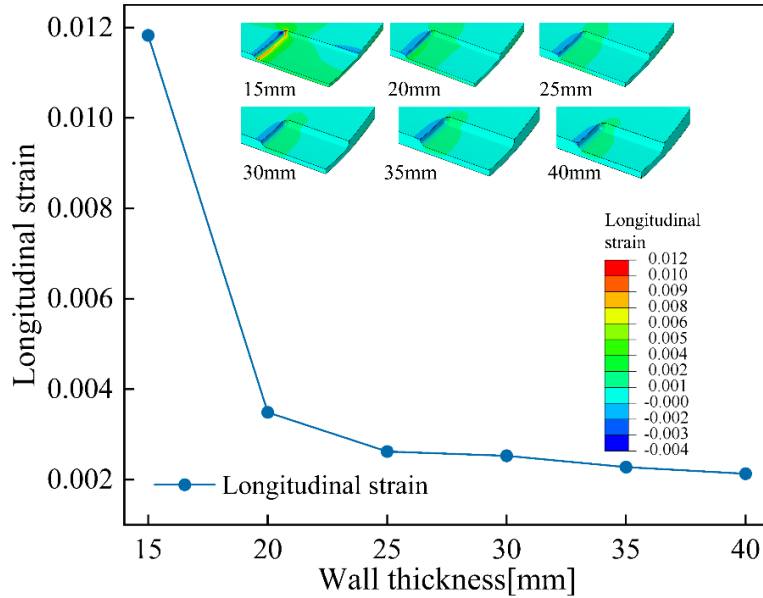 0.012
0.010
0.008
0.006
0.004
0.002
Longitudinal strain
15mm
20mm
25mm
30mm
35mm
40mm
Longitudinal
strain
0.012
0.010
0.009
0.008
0.006
0.005
0.004
0.002
0.001
-0.000
-0.002
-0.003
-0.004
Longitudinal strain
15
20
25
30
35
40
Wall thickness[mm]